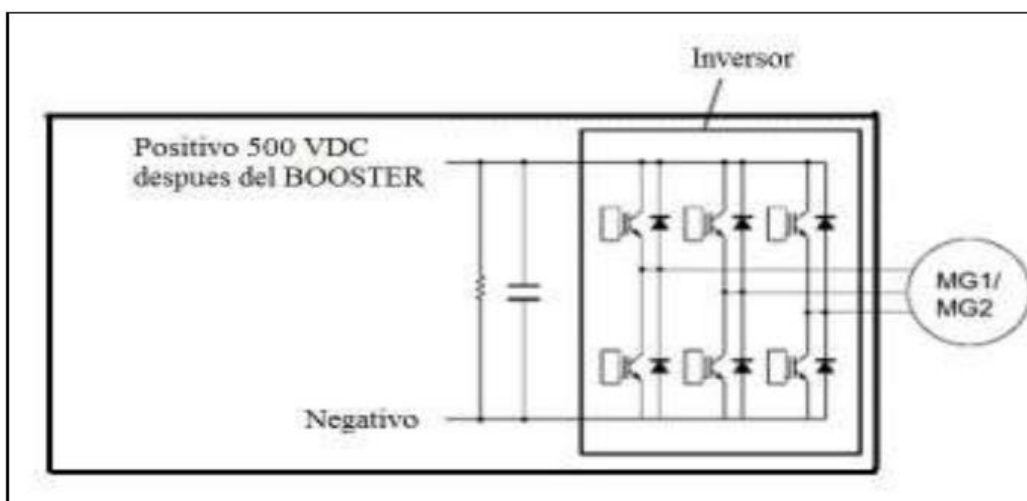 Inversor
Positivo 500 VDC
despues del BOOSTER
MG1/
MG2
Negativo